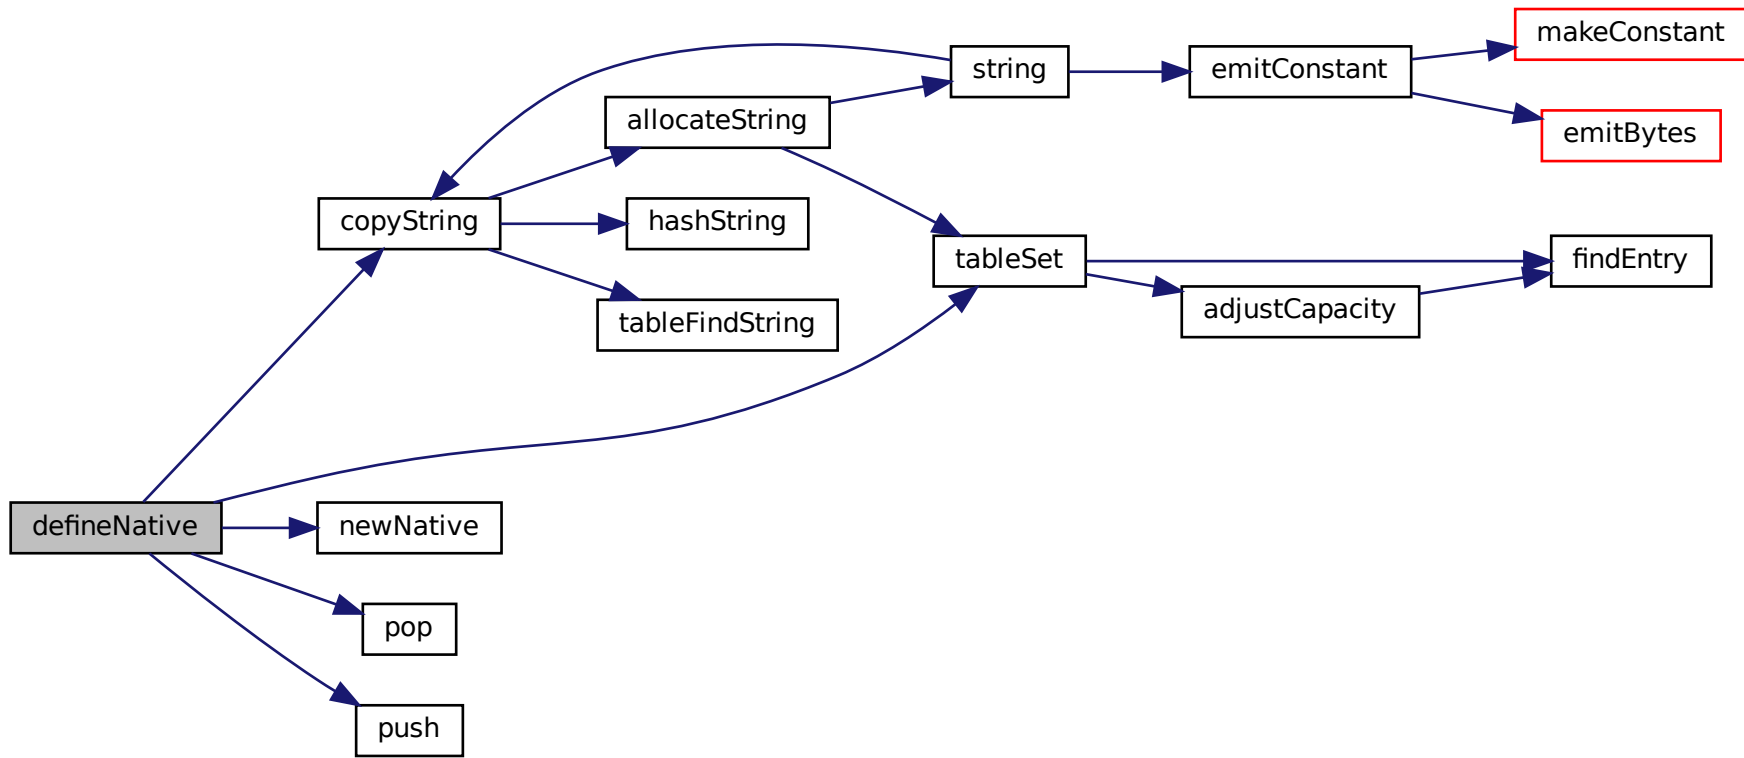 makeConstant
string
emitConstant
allocateString
emitBytes
copyString
hashString
tableSet
findEntry
adjustCapacity
tableFindString
defineNative
newNative
pop
push